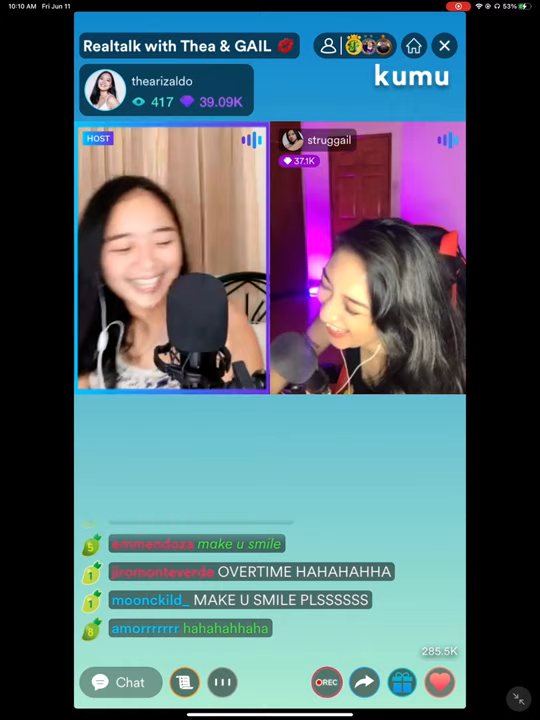 10:10 AM Fri Jun 11
53%
Realtalk with Thea & GAIL 💋
kumu
thearizaldo
417 39.09K
HOST
struggail
37.1K
5 emmendoza make u smile
1 jiromonteverde OVERTIME HAHAHAHHA
1 moonckild_ MAKE U SMILE PLSSSSSS
8 amorrrrrrr hahahahhaha
285.5K
Chat
REC